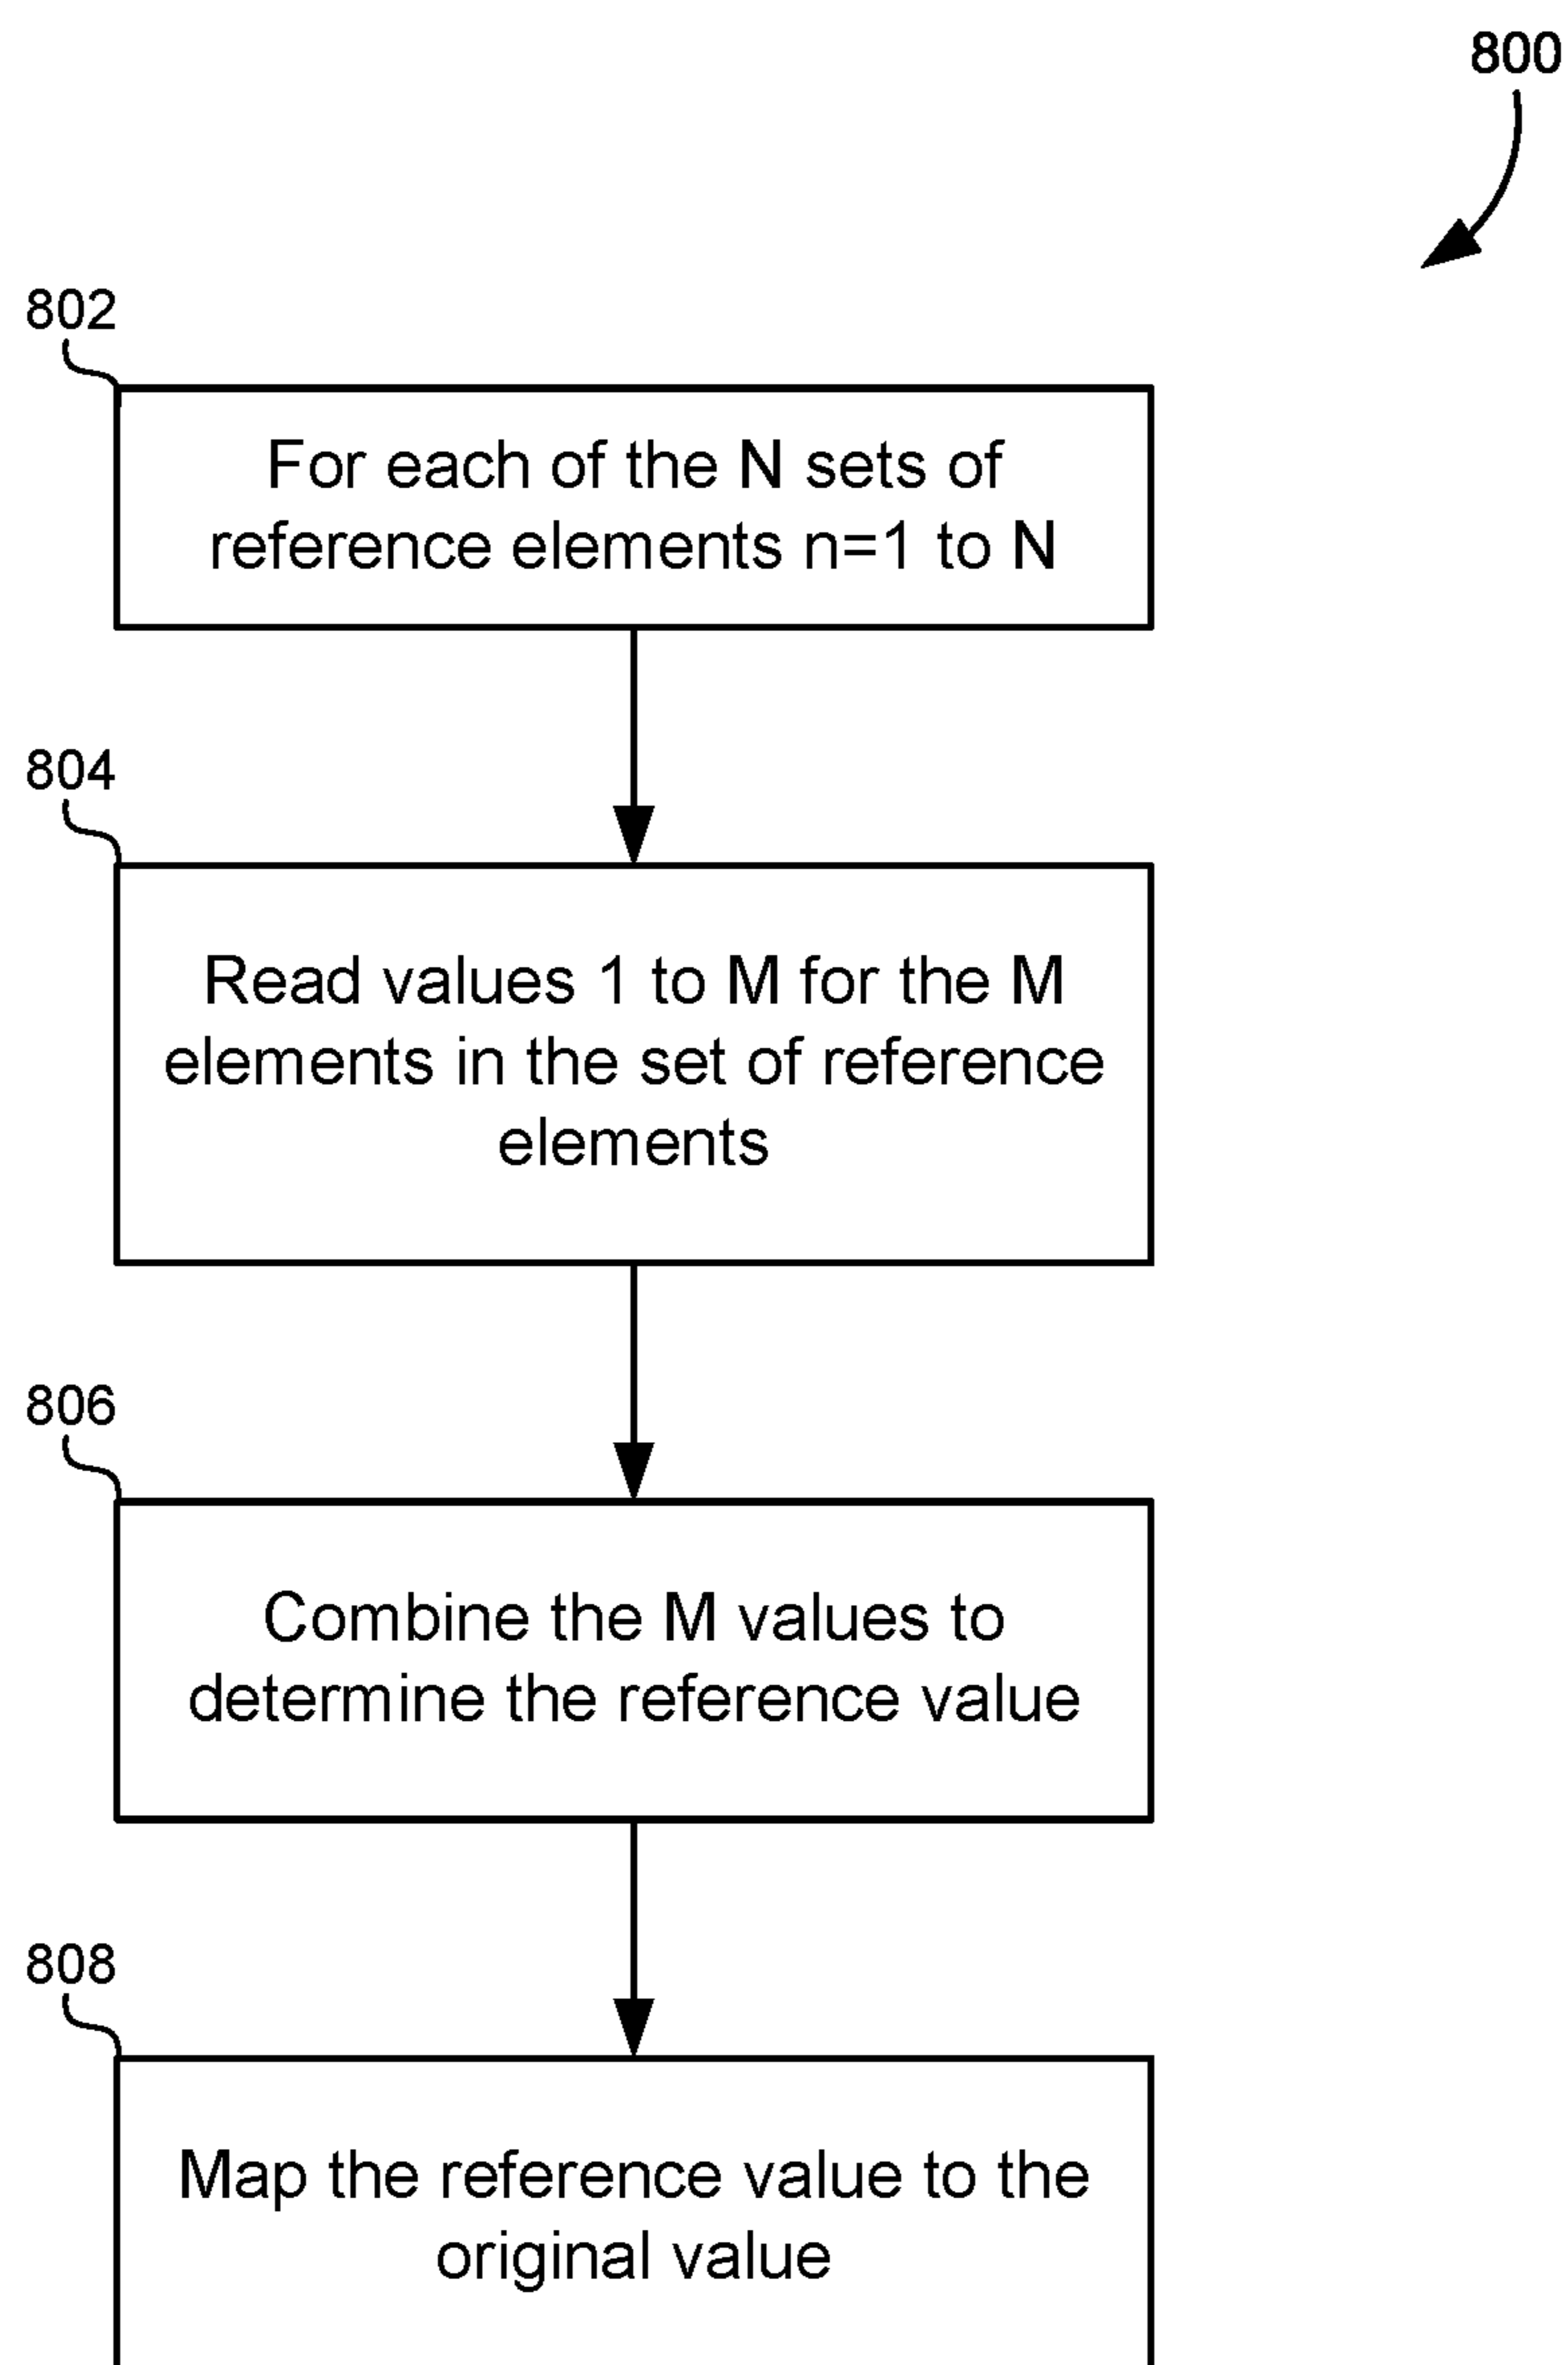 800
802
For each of the N sets of
reference elements n=1 to N
804
Read values 1 to M for the M
elements in the set of reference
elements
806
Combine the M values to
determine the reference value
808
Map the reference value to the
original value